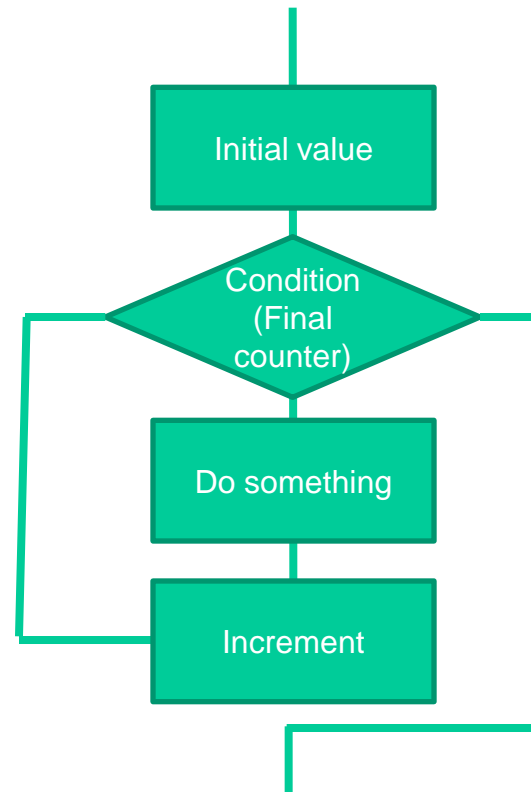 Initial value
Condition
(Final
counter)
Do something
Increment